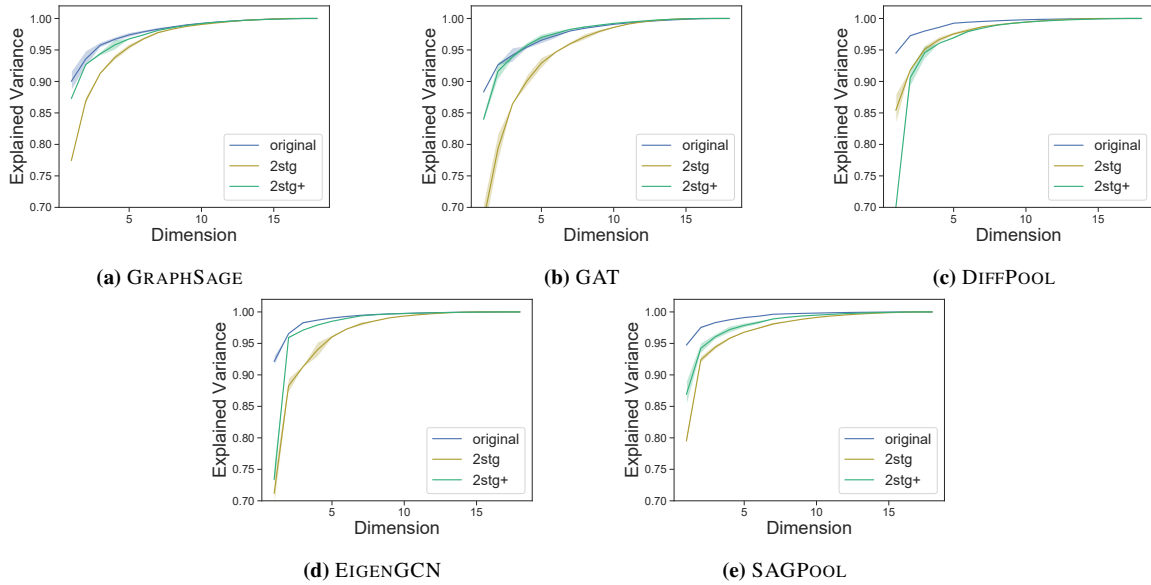 1.00
0.95
0.90
0.85
0.80
0.75
0.70
Explained Variance
original
2stg
2stg+
5 10 15
Dimension
(a) GRAPHSAGE
1.00
0.95
0.90
0.85
0.80
0.75
0.70
Explained Variance
original
2stg
2stg+
5 10 15
Dimension
(b) GAT
1.00
0.95
0.90
0.85
0.80
0.75
0.70
Explained Variance
original
2stg
2stg+
5 10 15
Dimension
(c) DIFFPOOL
1.00
0.95
0.90
0.85
0.80
0.75
0.70
Explained Variance
original
2stg
2stg+
5 10 15
Dimension
(d) EIGENGCN
1.00
0.95
0.90
0.85
0.80
0.75
0.70
Explained Variance
original
2stg
2stg+
5 10 15
Dimension
(e) SAGPOOL